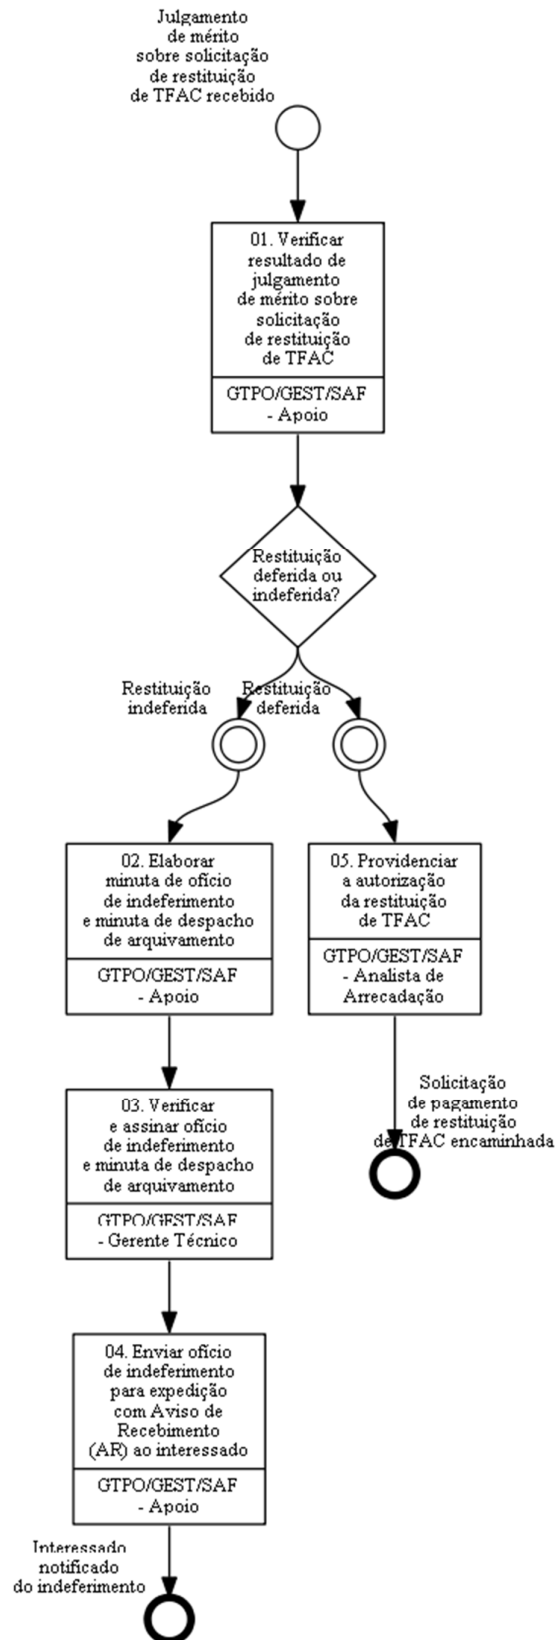 Julgamento
de mérito
sobre solicitação
de restituição
de TFAC recebido
01. Verificar
resultado de
julgamento
de mérito sobre
solicitação
de restituição
de TFAC
GTPO/GEST/SAF
- Apoio
Restituição
deferida ou
indeferida?
Restituição
indeferida
Restituição
deferida
02. Elaborar
minuta de ofício
de indeferimento
e minuta de despacho
de arquivamento
GTPO/GEST/SAF
- Apoio
05. Providenciar
a autorização
da restituição
de TFAC
GTPO/GEST/SAF
- Analista de
Arrecadação
03. Verificar
e assinar ofício
de indeferimento
e minuta de despacho
de arquivamento
GTPO/GEST/SAF
- Gerente Técnico
Solicitação
de pagamento
de restituição
de TFAC encaminhada
04. Enviar ofício
de indeferimento
para expedição
com Aviso de
Recebimento
(AR) ao interessado
GTPO/GEST/SAF
- Apoio
Interessado
notificado
do indeferimento